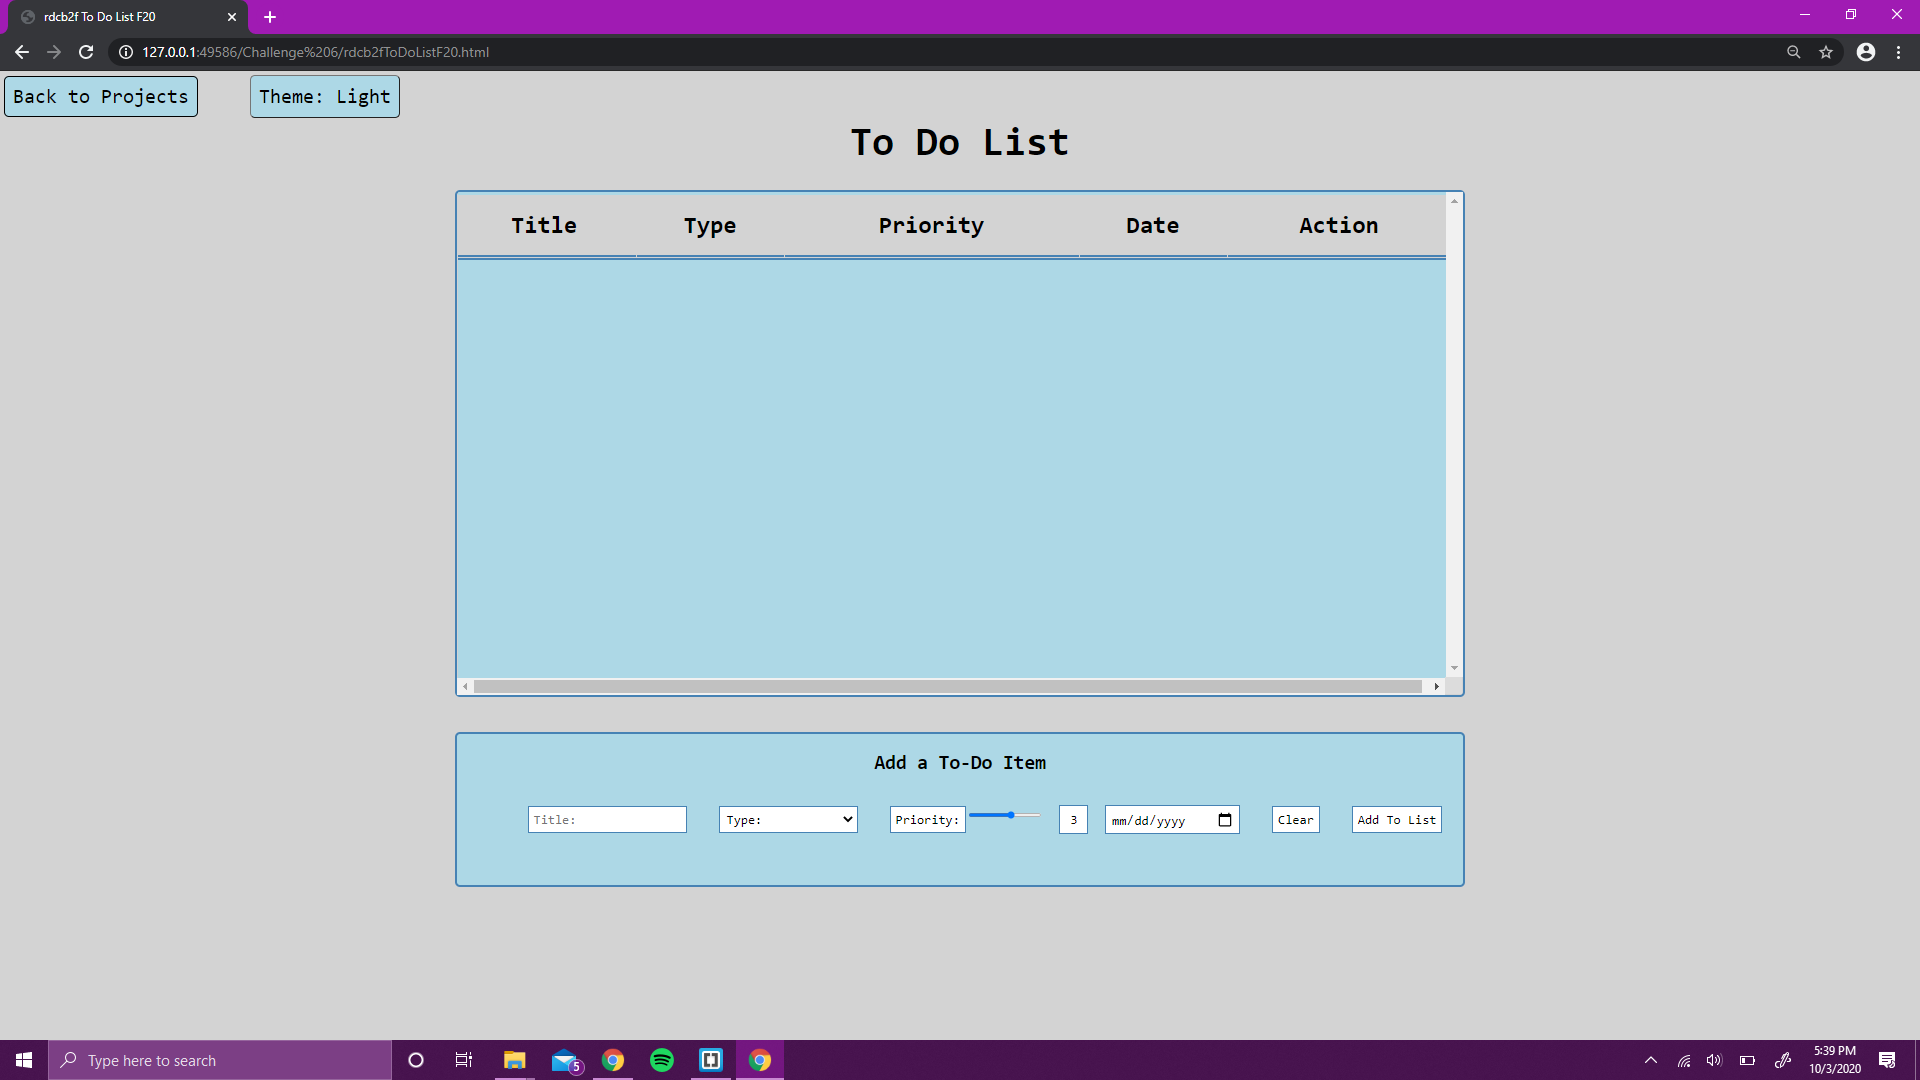 rdcb2f To Do List F20
127.0.0.1:49586/Challenge%206/rdcb2fToDoListF20.html
Back to Projects Theme: Light
To Do List
Title Type Priority Date Action
Add a To-Do Item
Title: Type: Priority: 3 mm/dd/yyyy Clear Add To List
Type here to search 5 5:39 PM
10/3/2020